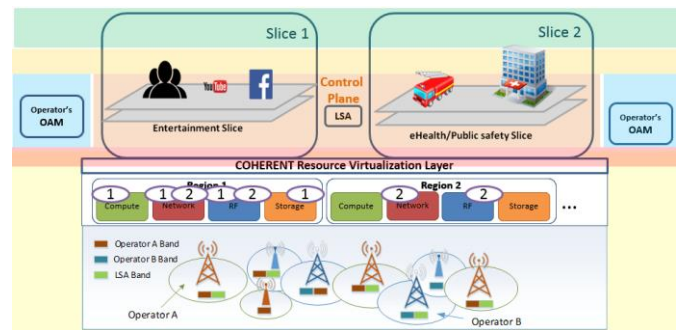 Slice 1
Slice 2
You Tube
f
Control
Plane
LSA
Operator's
OAM
Operator's
OAM
Entertainment Slice
eHealth/Public safety Slice
COHERENT Resource Virtualization Layer
Region 1
Region 2
1
1
2
1
2
1
2
2
Compute
Network
RF
Storage
Compute
Network
RF
Storage
...
Operator A Band
Operator B Band
LSA Band
Operator A
Operator B